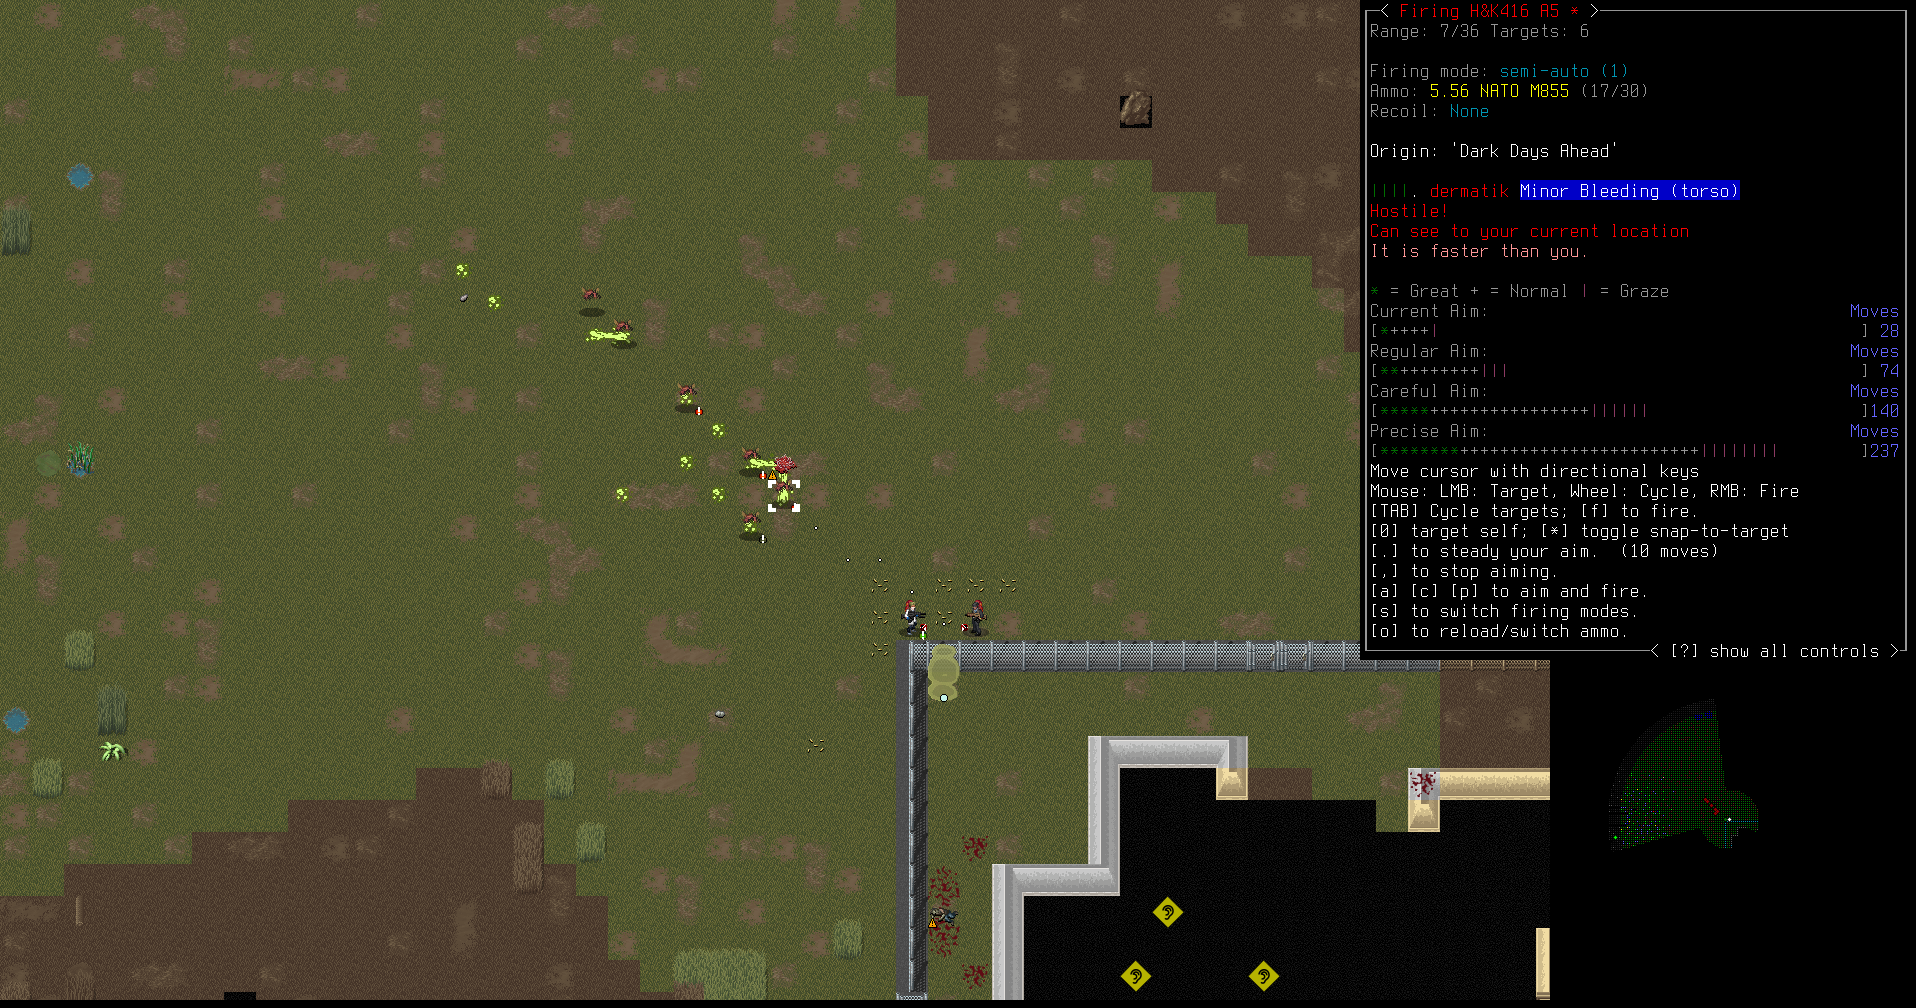 < Firing H&K416 A5 * >
Range: 7/36 Targets: 6
Firing mode: semi-auto (1)
Ammo: 5.56 NATO M855 (17/30)
Recoil: None
Origin: 'Dark Days Ahead'
||||. dermatik Minor Bleeding (torso)
Hostile!
Can see to your current location
It is faster than you.
* = Great + = Normal | = Graze
Current Aim: Moves
[*++++| ] 28
Regular Aim: Moves
[**++++++++||| ] 74
Careful Aim: Moves
[*****++++++++++++++++|||||| ]140
Precise Aim: Moves
[********++++++++++++++++++++++++|||||||| ]237
Move cursor with directional keys
Mouse: LMB: Target, Wheel: Cycle, RMB: Fire
[TAB] Cycle targets; [f] to fire.
[0] target self; [*] toggle snap-to-target
[.] to steady your aim.  (10 moves)
[,] to stop aiming.
[a] [c] [p] to aim and fire.
[s] to switch firing modes.
[o] to reload/switch ammo.
< [?] show all controls >